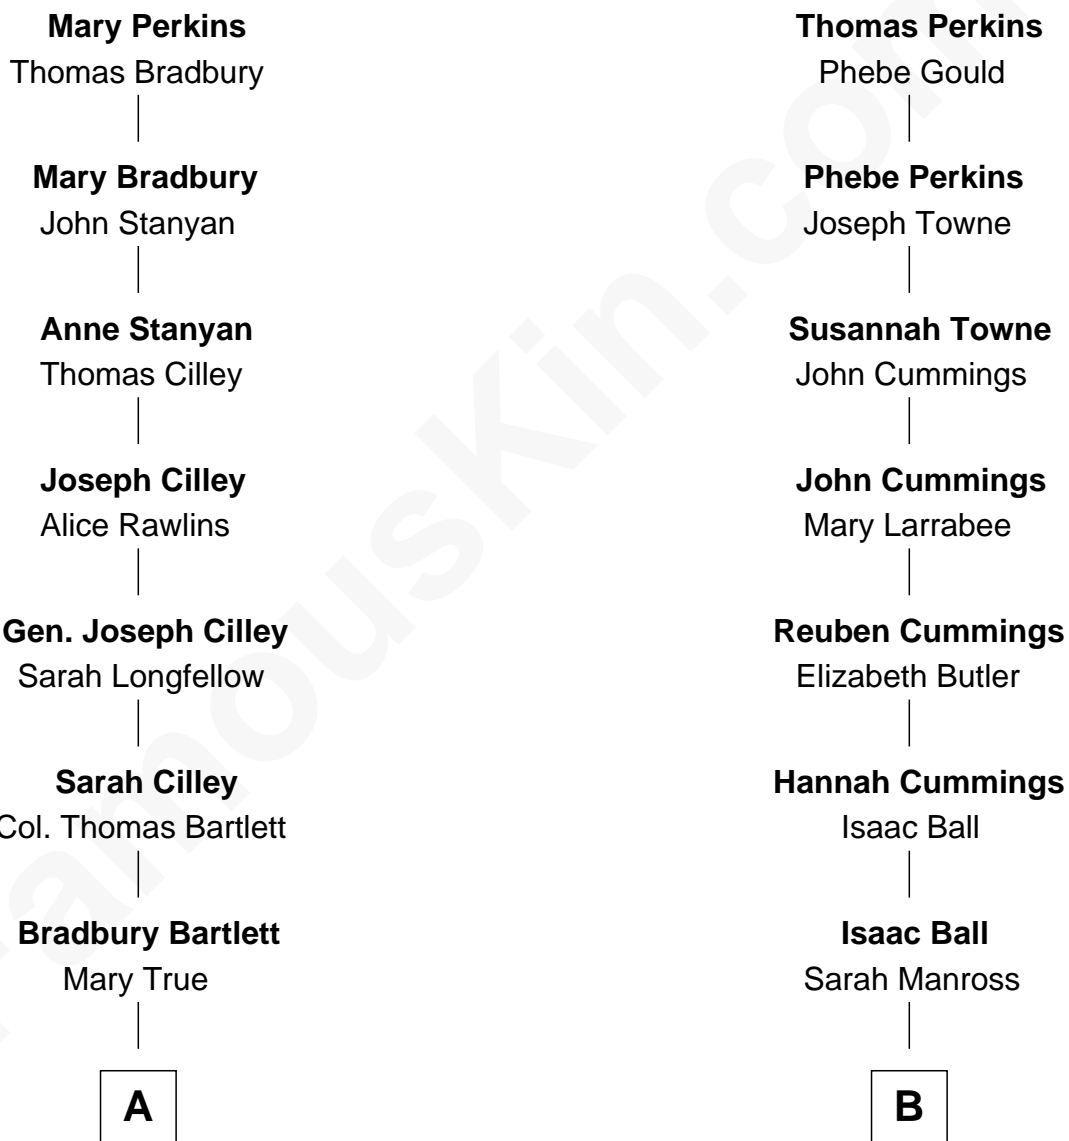 Mary Perkins
Thomas Bradbury
Mary Bradbury
John Stanyan
Anne Stanyan
Thomas Cilley
Joseph Cilley
Alice Rawlins
Gen. Joseph Cilley
Sarah Longfellow
Sarah Cilley
Col. Thomas Bartlett
Bradbury Bartlett
Mary True
A
Thomas Perkins
Phebe Gould
Phebe Perkins
Joseph Towne
Susannah Towne
John Cummings
John Cummings
Mary Larrabee
Reuben Cummings
Elizabeth Butler
Hannah Cummings
Isaac Ball
Isaac Ball
Sarah Manross
B
FamousKin.com